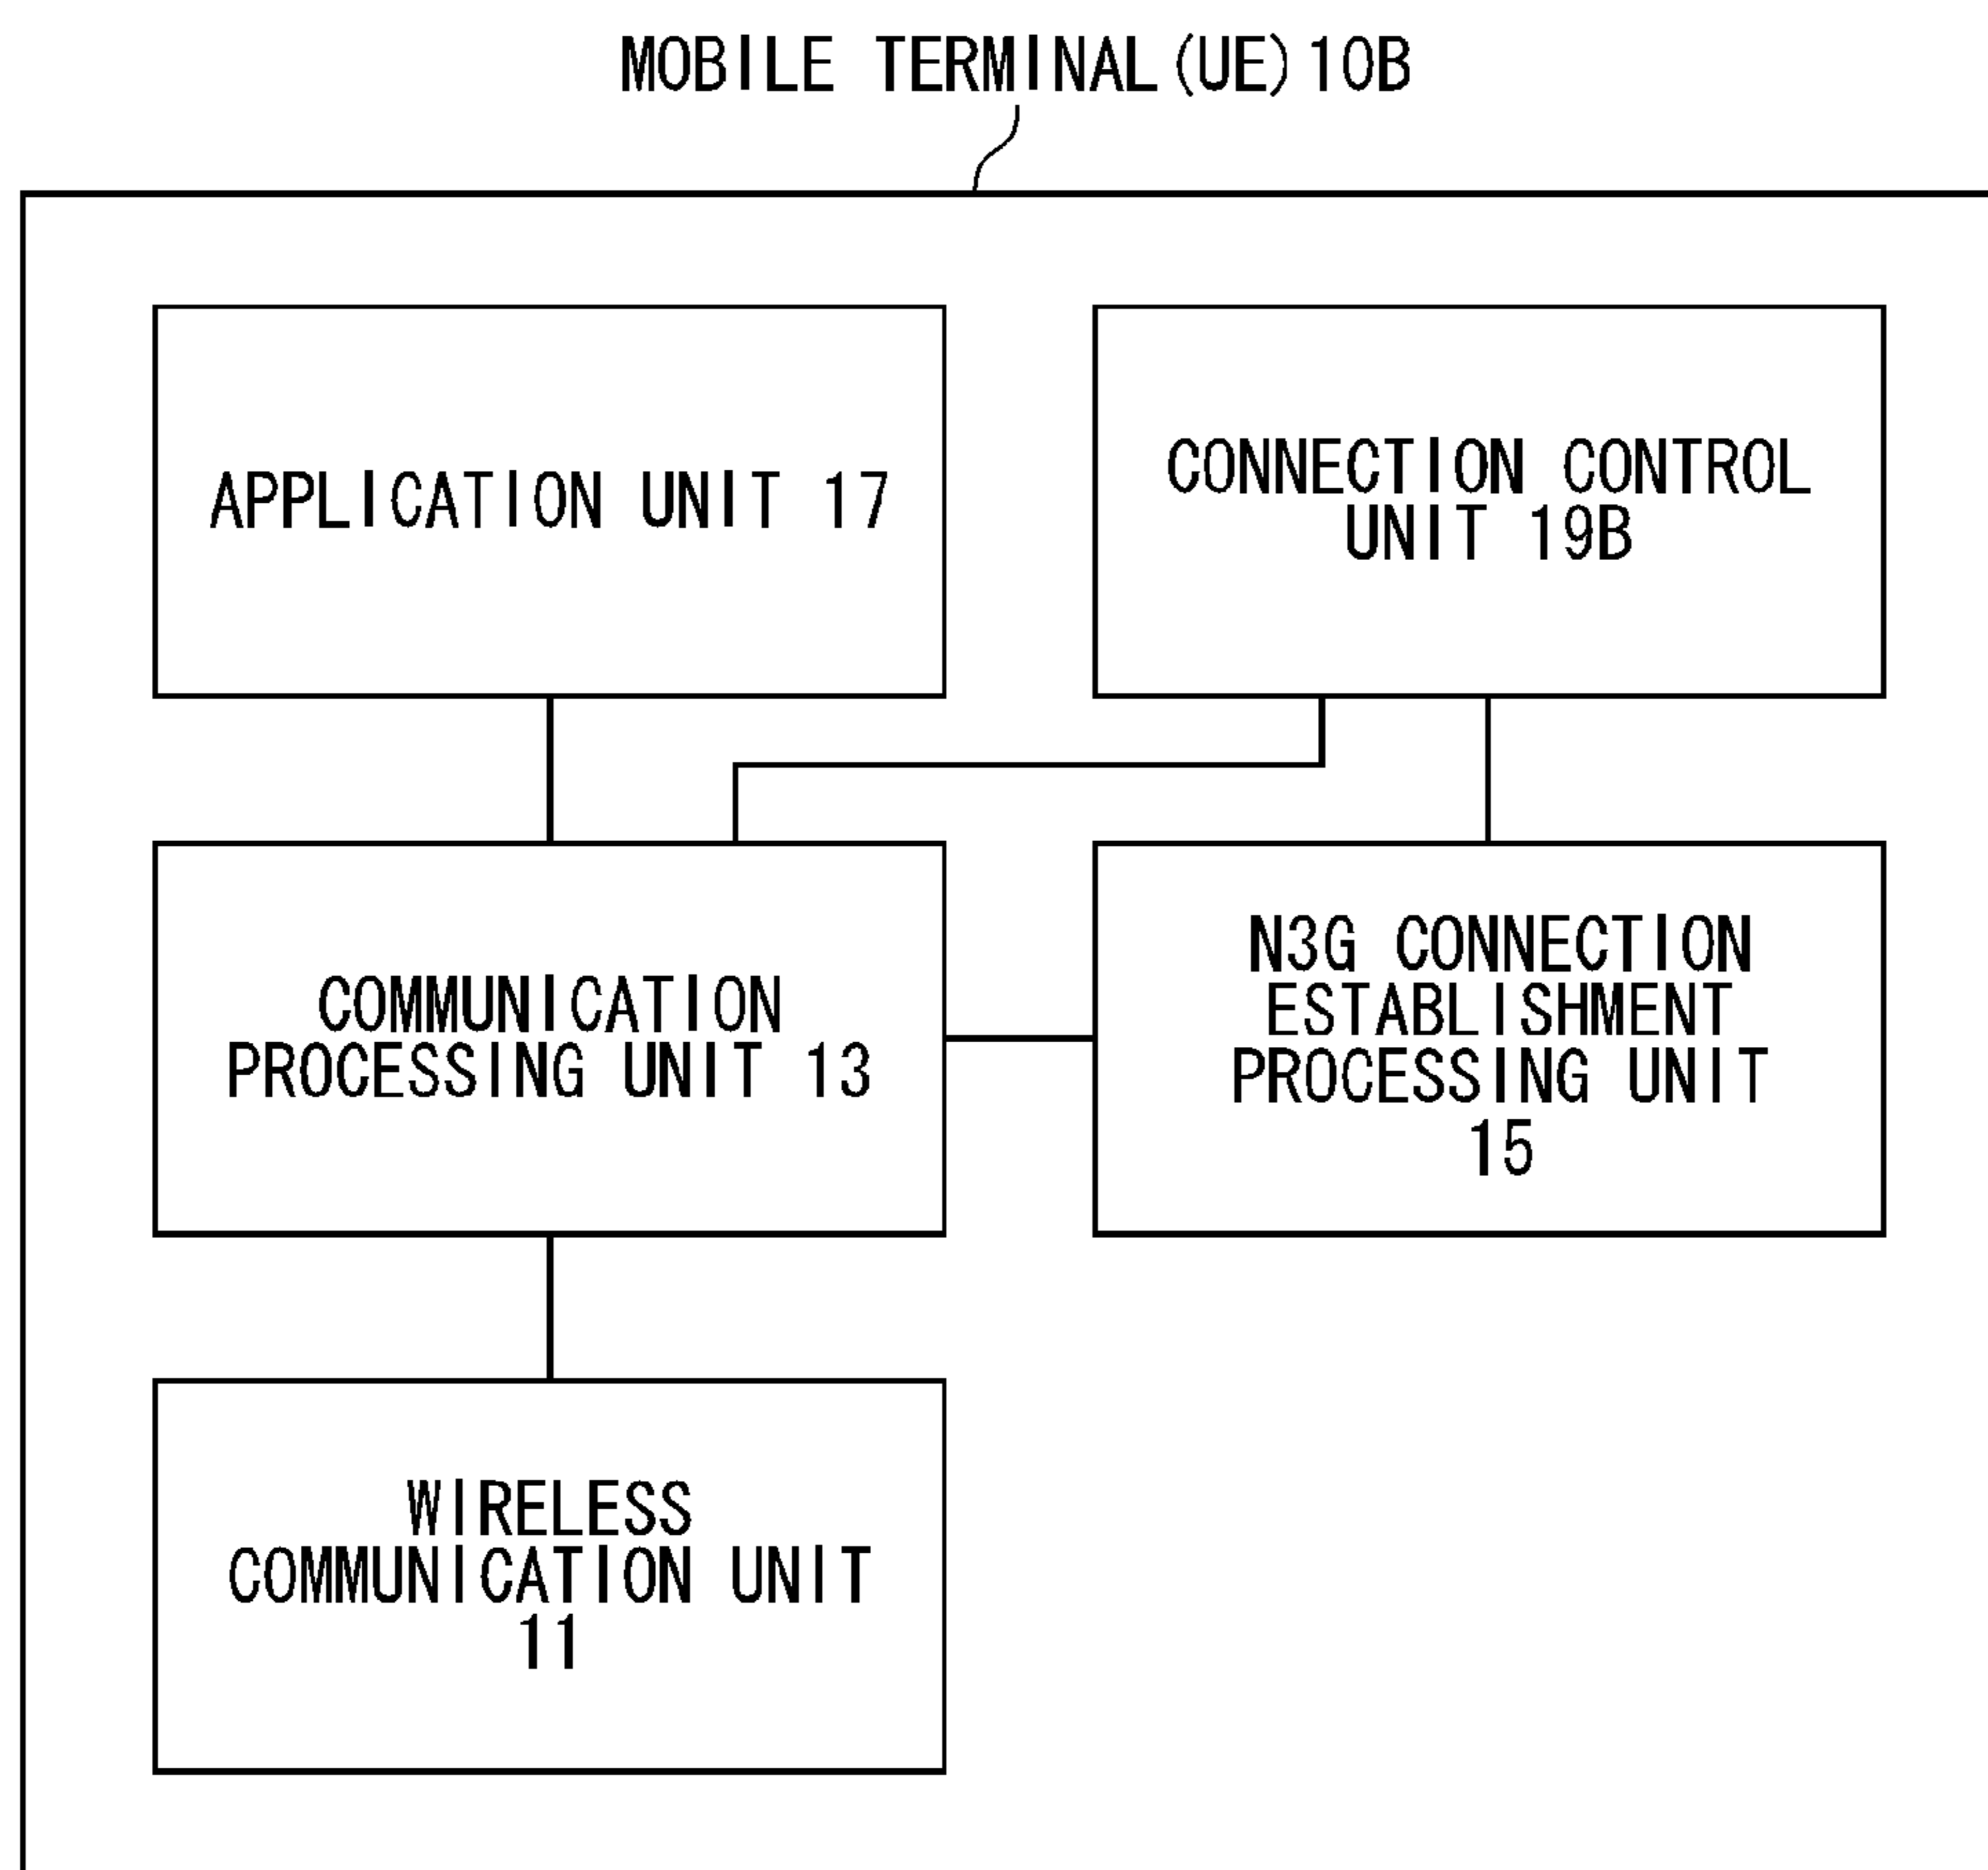 MOBILE TERMINAL(UE)10B
APPLICATION UNIT 17
CONNECTION CONTROL
UNIT 19B
COMMUNICATION
PROCESSING UNIT 13
N3G CONNECTION
ESTABLISHMENT
PROCESSING UNIT
15
WIRELESS
COMMUNICATION UNIT
11